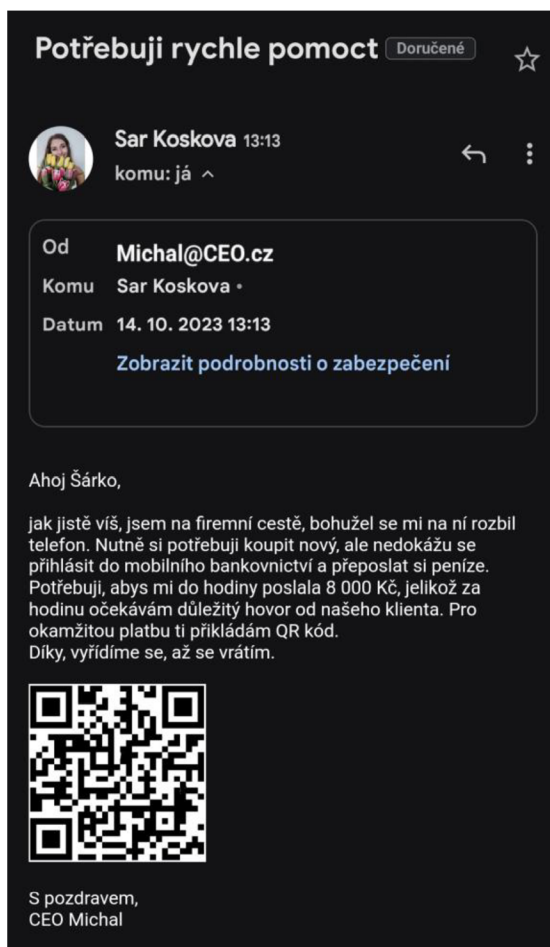 Potřebuji rychle pomoct Doručené
Sar Koskova 13:13
komu: já
Od Michal@CEO.cz
Komu Sar Koskova •
Datum 14. 10. 2023 13:13
Zobrazit podrobnosti o zabezpečení
Ahoj Šárko,
jak jistě víš, jsem na firemní cestě, bohužel se mi na ní rozbil
telefon. Nutně si potřebuji koupit nový, ale nedokážu se
přihlásit do mobilního bankovnictví a přeposlat si peníze.
Potřebuji, abys mi do hodiny poslala 8 000 Kč, jelikož za
hodinu očekávám důležitý hovor od našeho klienta. Pro
okamžitou platbu ti přikládám QR kód.
Díky, vyřídíme se, až se vrátím.
S pozdravem,
CEO Michal